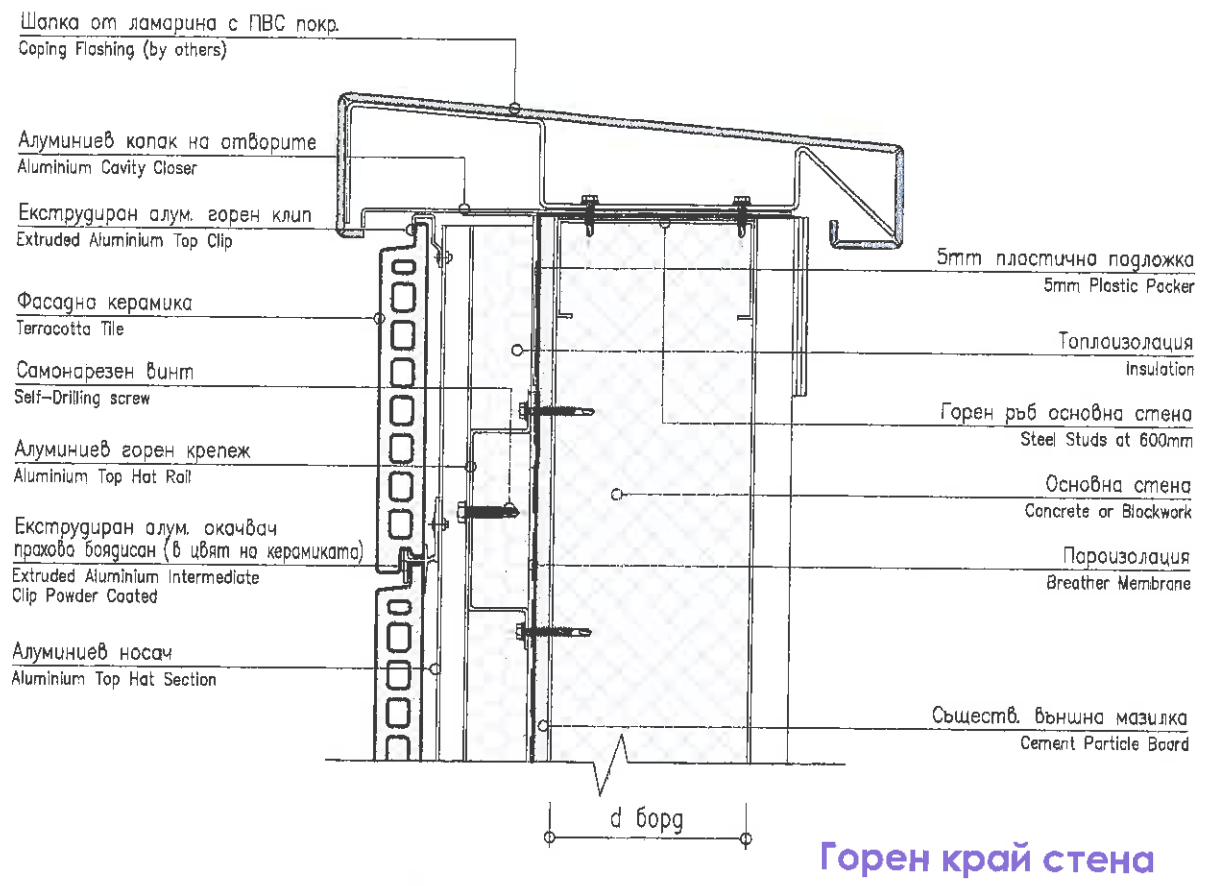 Шапка от ламарина с ПВС покр.
Coping Flashing (by others)
Алуминиев капак на отворите
Aluminium Cavity Closer
Екструдиран алум. горен клип
Extruded Aluminium Top Clip
Фасадна керамика
Terracotta Tile
Самонарезен винт
Self-Drilling screw
Алуминиев горен крепеж
Aluminium Top Hat Rail
Екструдиран алум. окачвач
прахово боядисан (в цвят на керамиката)
Extruded Aluminium Intermediate
Clip Powder Coated
Алуминиев носач
Aluminium Top Hat Section
5mm пластична падложка
5mm Plastic Packer
Топлоизолация
Insulation
Горен ръб основна стена
Steel Studs at 600mm
Основна стена
Concrete or Blockwork
Пароизолация
Breather Membrane
Съществ. външна мазилка
Cement Particle Board
d борд
Горен край стена